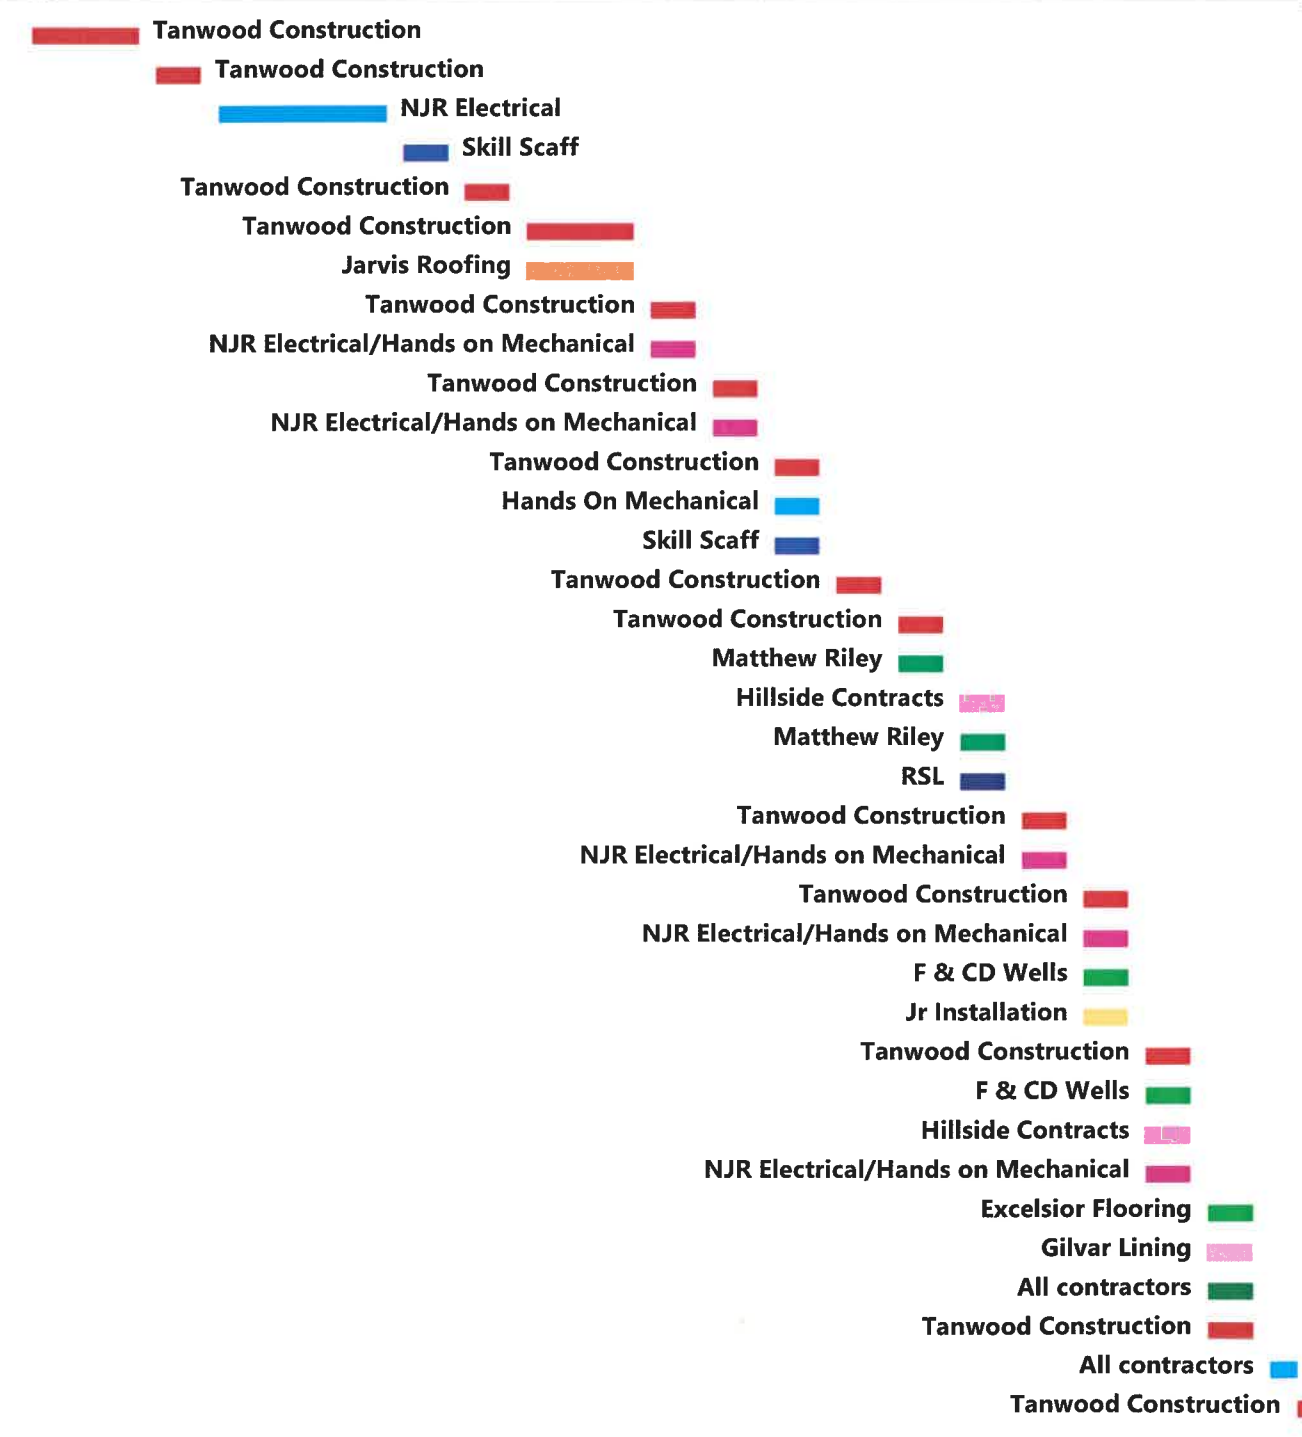 Tanwood Construction
Tanwood Construction
NJR Electrical
Skill Scaff
Tanwood Construction
Tanwood Construction
Jarvis Roofing
Tanwood Construction
NJR Electrical/Hands on Mechanical
Tanwood Construction
NJR Electrical/Hands on Mechanical
Tanwood Construction
Hands On Mechanical
Skill Scaff
Tanwood Construction
Tanwood Construction
Matthew Riley
Hillside Contracts
Matthew Riley
RSL
Tanwood Construction
NJR Electrical/Hands on Mechanical
Tanwood Construction
NJR Electrical/Hands on Mechanical
F & CD Wells
Jr Installation
Tanwood Construction
F & CD Wells
Hillside Contracts
NJR Electrical/Hands on Mechanical
Excelsior Flooring
Gilvar Lining
All contractors
Tanwood Construction
All contractors
Tanwood Construction